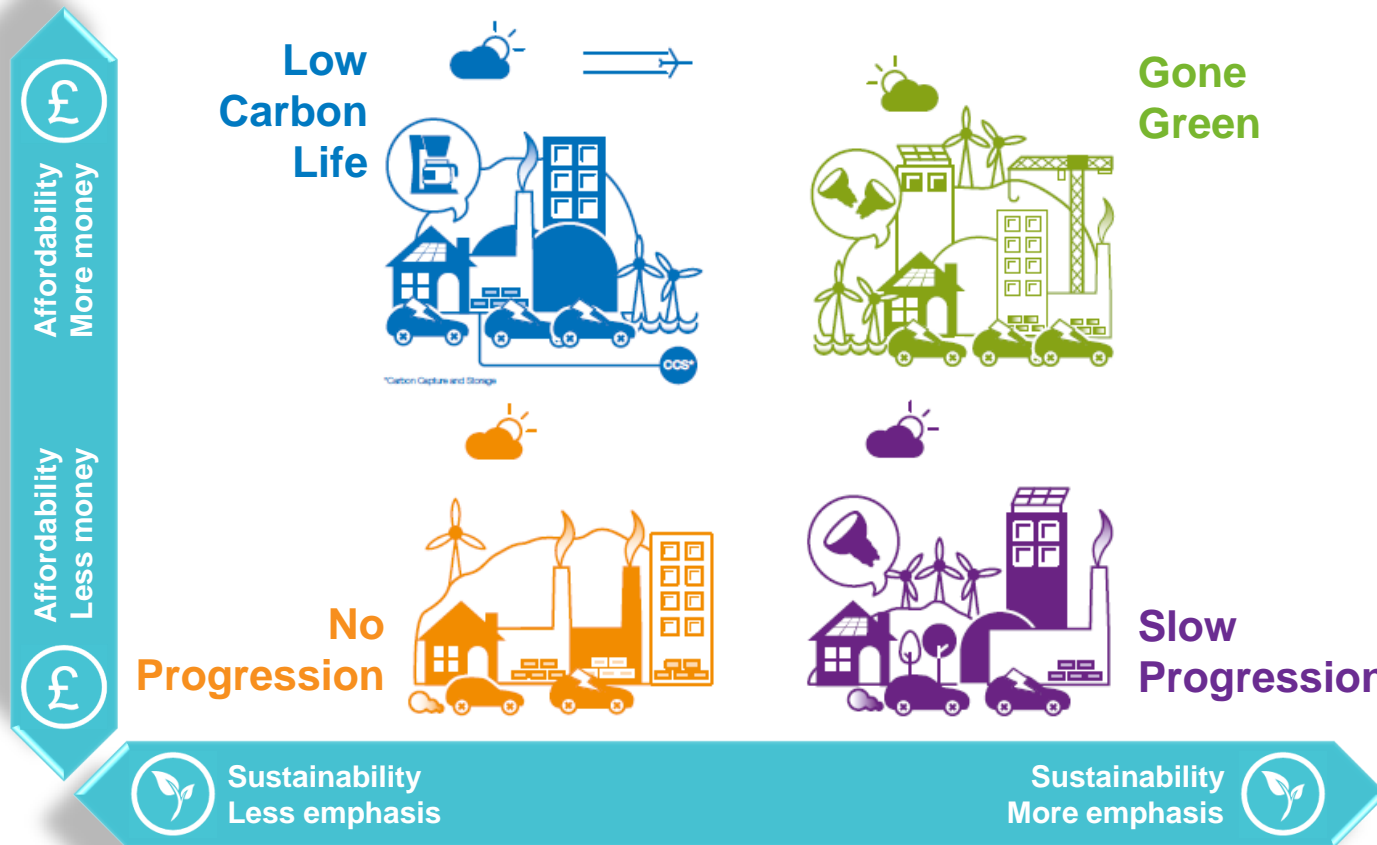 Low
Carbon
Life
Gone
Green
£
Affordability
More money
CCS*
*Carbon Capture and Storage
Affordability
Less money
£
No
Progression
Slow
Progression
Sustainability
Less emphasis
Sustainability
More emphasis